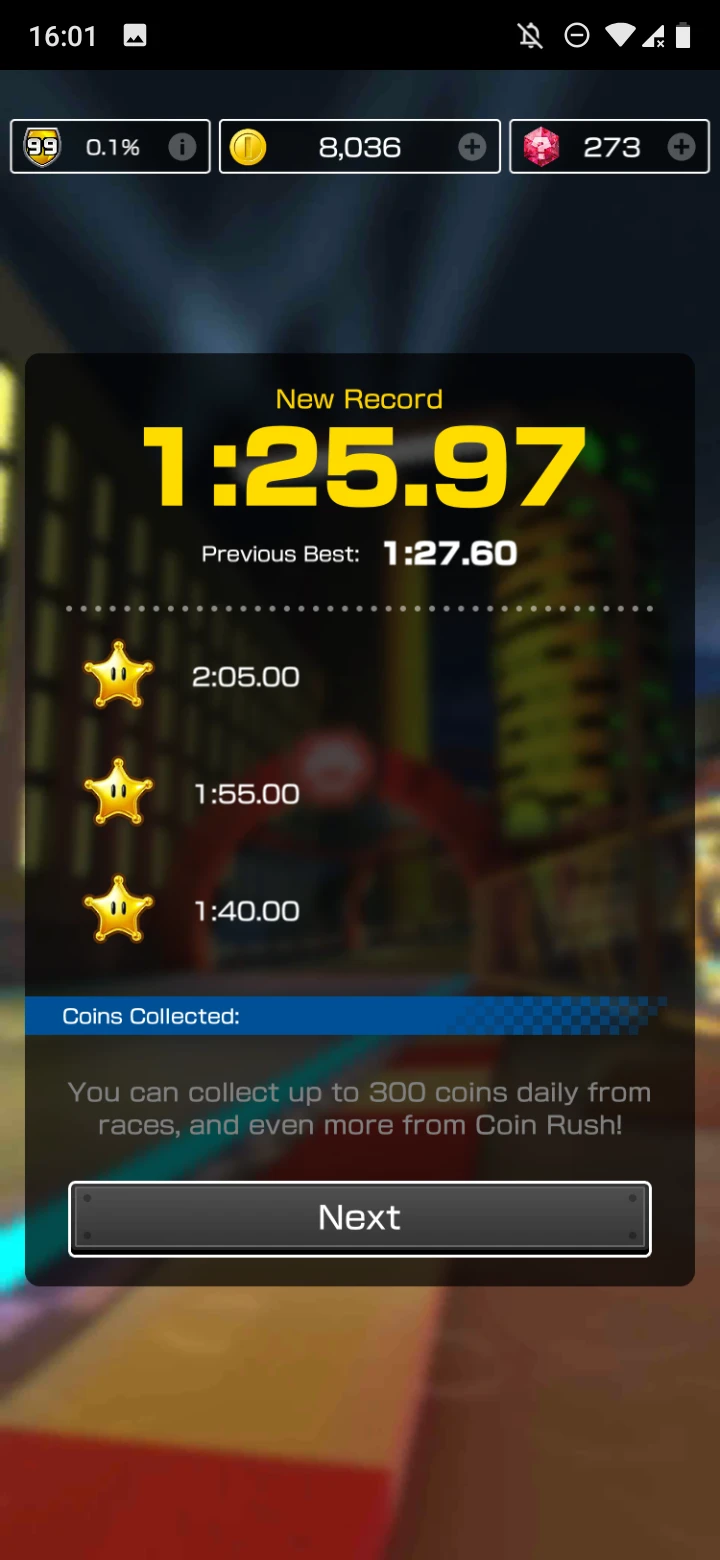 16:01
99 0.1% i 8,036 + ? 273 +
New Record
1:25.97
Previous Best: 1:27.60
2:05.00
1:55.00
1:40.00
Coins Collected:
You can collect up to 300 coins daily from
races, and even more from Coin Rush!
Next